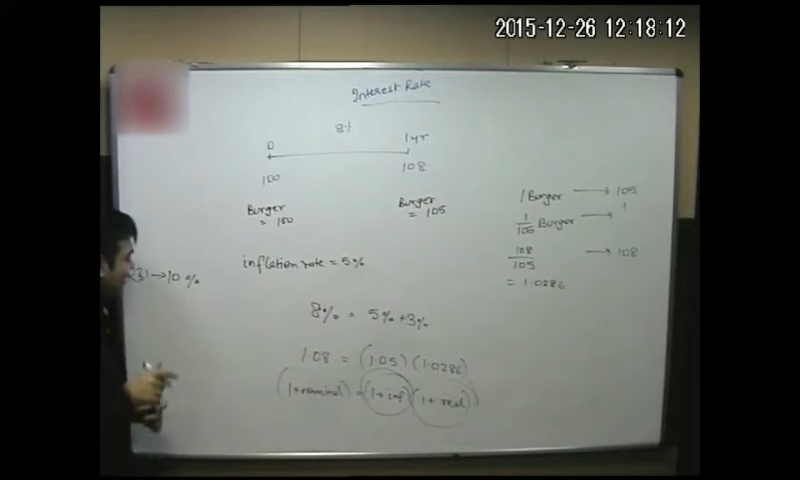 2015-12-26 12:18:12
Interest Rate
8%
0
1yr
100
108
Burger
= 100
Burger
= 105
1 Burger → 105
1/105 Burger → 1
108/105 → 108
= 1.0286
inflation rate = 5%
→ 10 %
8% = 5% + 3%
1.08 = (1.05) (1.0286)
(1+nominal) = (1+inf) (1+real)